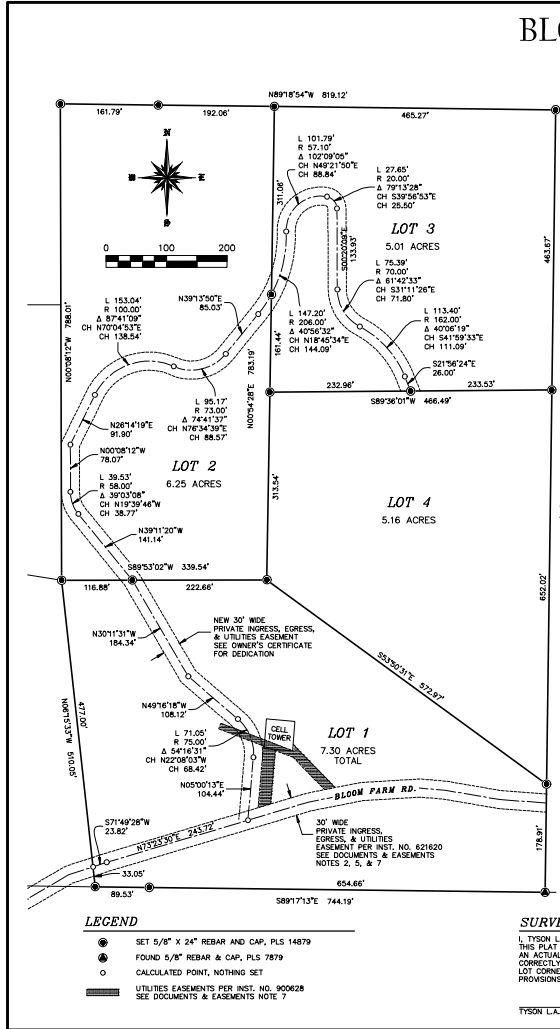 BLO
N89°18'54"W 819.12'
161.79'
192.06'
465.27'
L 101.79'
R 57.10'
Δ 102°09'05"
CH N49°21'50"E
CH 88.84'
L 27.65'
R 20.00'
Δ 79°13'28"
CH S39°56'53"E
CH 25.50'
311.06'
LOT 3
5.01 ACRES
S00°20'09"E
133.93'
463.67'
0 100 200
L 75.39'
R 70.00'
Δ 61°42'33"
CH S31°11'26"E
CH 71.80'
N39°13'50"E
85.03'
L 153.04'
R 100.00'
Δ 87°41'09"
CH N70°04'53"E
CH 138.54'
L 147.20'
R 206.00'
Δ 40°56'32"
CH N18°45'34"E
CH 144.09'
L 113.40'
R 162.00'
Δ 40°06'19"
CH S41°59'33"E
CH 111.09'
788.01'
N00°08'12"W
161.44'
783.19'
N00°54'28"E
S21°56'24"E
26.00'
232.96'
233.53'
S89°36'01"W 466.49'
L 95.17'
R 73.00'
Δ 74°41'37"
CH N76°34'39"E
CH 88.57'
N26°14'19"E
91.90'
N00°08'12"W
78.07'
LOT 2
6.25 ACRES
L 39.53'
R 58.00'
Δ 39°03'08"
CH N19°39'46"W
CH 38.77'
313.54'
LOT 4
5.16 ACRES
N39°11'20"W
141.14'
S89°53'02"W 339.54'
116.88'
222.66'
652.02'
NEW 30' WIDE
PRIVATE INGRESS, EGRESS,
& UTILITIES EASEMENT
SEE OWNER'S CERTIFICATE
FOR DEDICATION
N30°11'31"W
184.34'
S53°50'31"E 572.97'
N49°16'18"W
108.12'
477.00'
N06°15'33"W 510.05'
L 71.05'
R 75.00'
Δ 54°16'31"
CH N22°08'03"W
CH 68.42'
CELL
TOWER
LOT 1
7.30 ACRES
TOTAL
N05°00'13"E
104.44'
BLOOM FARM RD.
30' WIDE
PRIVATE INGRESS,
EGRESS, & UTILITIES
EASEMENT PER INST. NO. 621620
SEE DOCUMENTS & EASEMENTS
NOTES 2, 5, & 7
S71°49'28"W
23.82'
N73°23'30"E 243.72'
33.05'
178.91'
89.53'
654.66'
S89°17'13"E 744.19'
LEGEND
SET 5/8" X 24" REBAR AND CAP, PLS 14879
FOUND 5/8" REBAR & CAP, PLS 7879
CALCULATED POINT, NOTHING SET
UTILITIES EASEMENTS PER INST. NO. 900628
SEE DOCUMENTS & EASEMENTS NOTE 7
SURVE
I, TYSON L
THIS PLAT
AN ACTUAL
CORRECTLY
LOT CORNE
PROVISIONS
TYSON L.A.